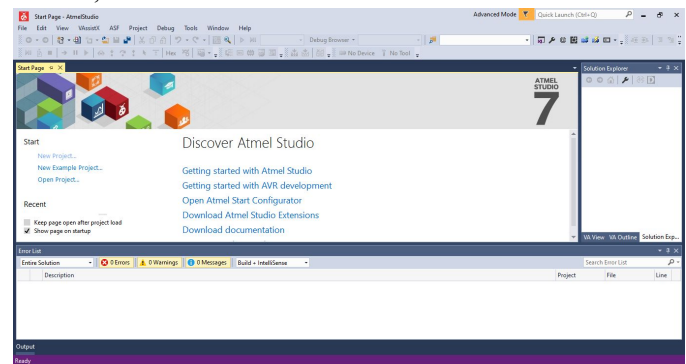 Start Page - AtmelStudio
Advanced Mode
Quick Launch (Ctrl+Q)
File Edit View VAssistX ASF Project Debug Tools Window Help
Debug Browser
Hex
No Device
No Tool
Start Page
Solution Explorer
ATMEL
STUDIO
7
Start
New Project...
New Example Project...
Open Project...
Recent
Keep page open after project load
Show page on startup
Discover Atmel Studio
Getting started with Atmel Studio
Getting started with AVR development
Open Atmel Start Configurator
Download Atmel Studio Extensions
Download documentation
VA View VA Outline Solution Exp...
Error List
Entire Solution
0 Errors
0 Warnings
0 Messages
Build + IntelliSense
Search Error List
Description Project File Line
Output
Ready